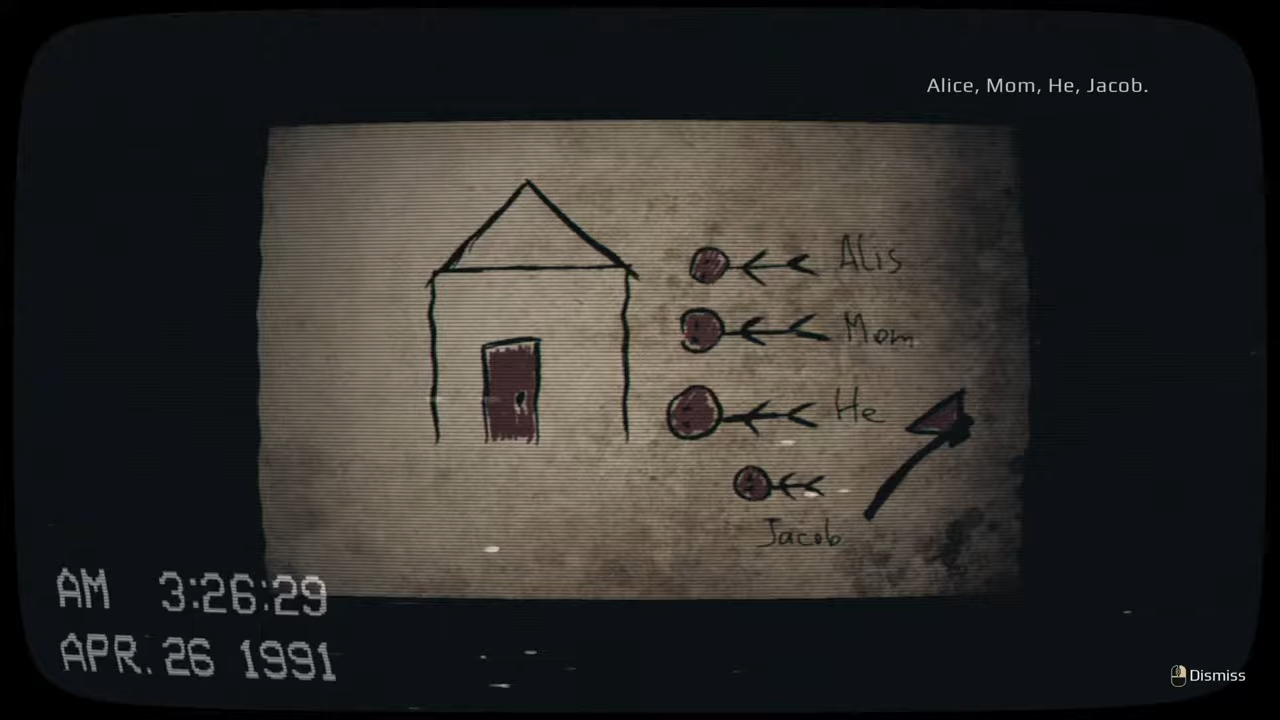 Alice, Mom, He, Jacob.
Alis
Mom
He
Jacob
AM 3:26:29
APR. 26 1991
Dismiss